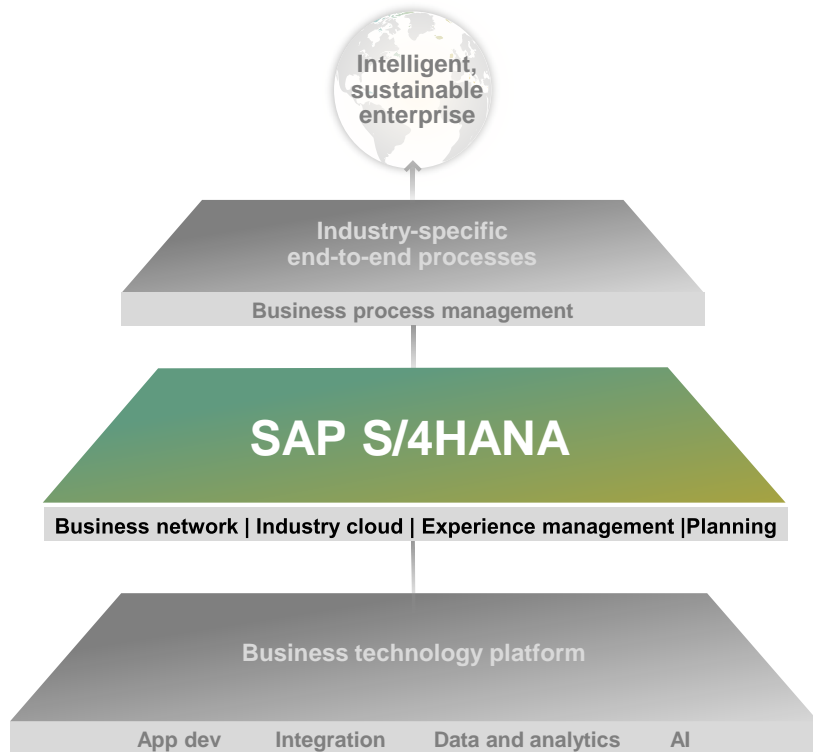 Intelligent,
sustainable
enterprise
Industry-specific
end-to-end processes
Business process management
SAP S/4HANA
Business network | Industry cloud | Experience management |Planning
Business technology platform
App dev Integration Data and analytics AI